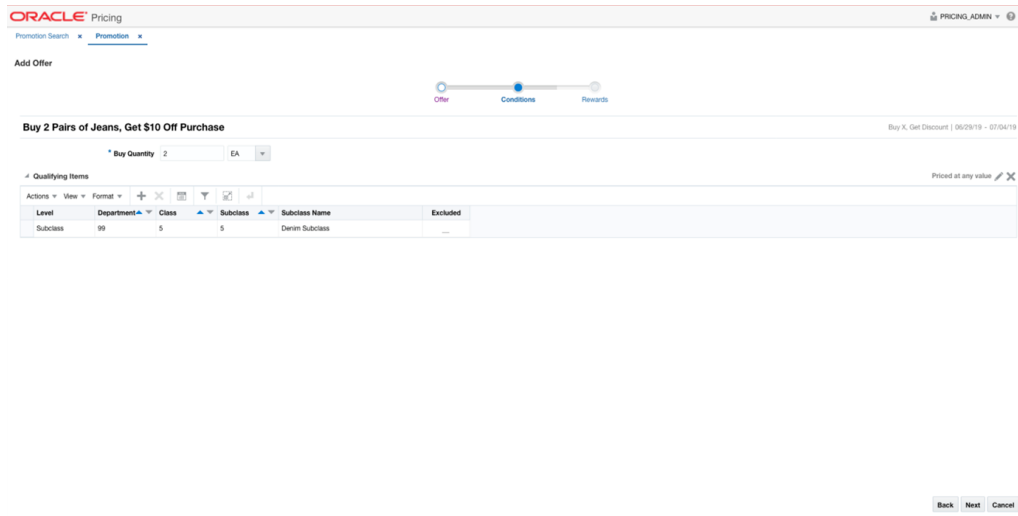 ORACLE® Pricing
PRICING_ADMIN
Promotion Search × Promotion ×
Add Offer
Offer Conditions Rewards
Buy 2 Pairs of Jeans, Get $10 Off Purchase
Buy X, Get Discount | 06/29/19 - 07/04/19
* Buy Quantity 2 EA
Qualifying Items
Priced at any value
Actions View Format
Level Department Class Subclass Subclass Name Excluded
Subclass 99 5 5 Denim Subclass __
Back Next Cancel